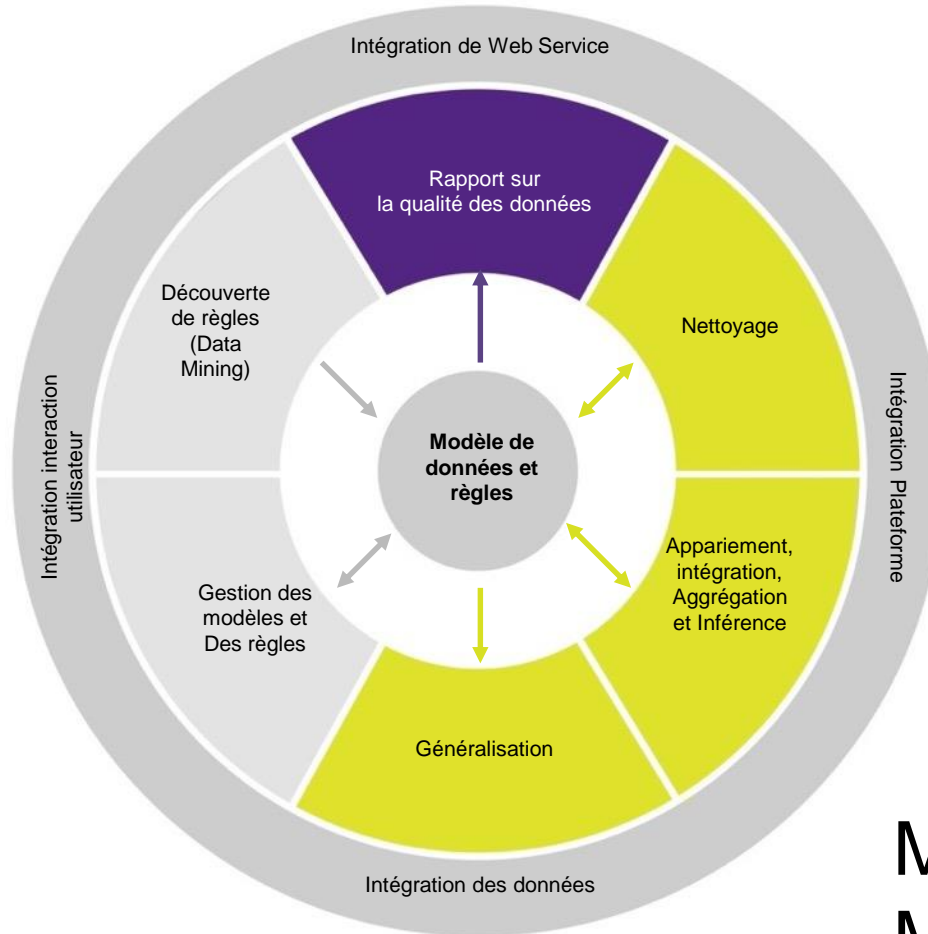 Intégration de Web Service
Rapport sur
la qualité des données
Découverte
de règles
(Data
Mining)
Nettoyage
Intégration interaction
utilisateur
Modèle de
données et
règles
Intégration Plateforme
Appariement,
intégration,
Aggrégation
et Inférence
Gestion des
modèles et
Des règles
Généralisation
Intégration des données